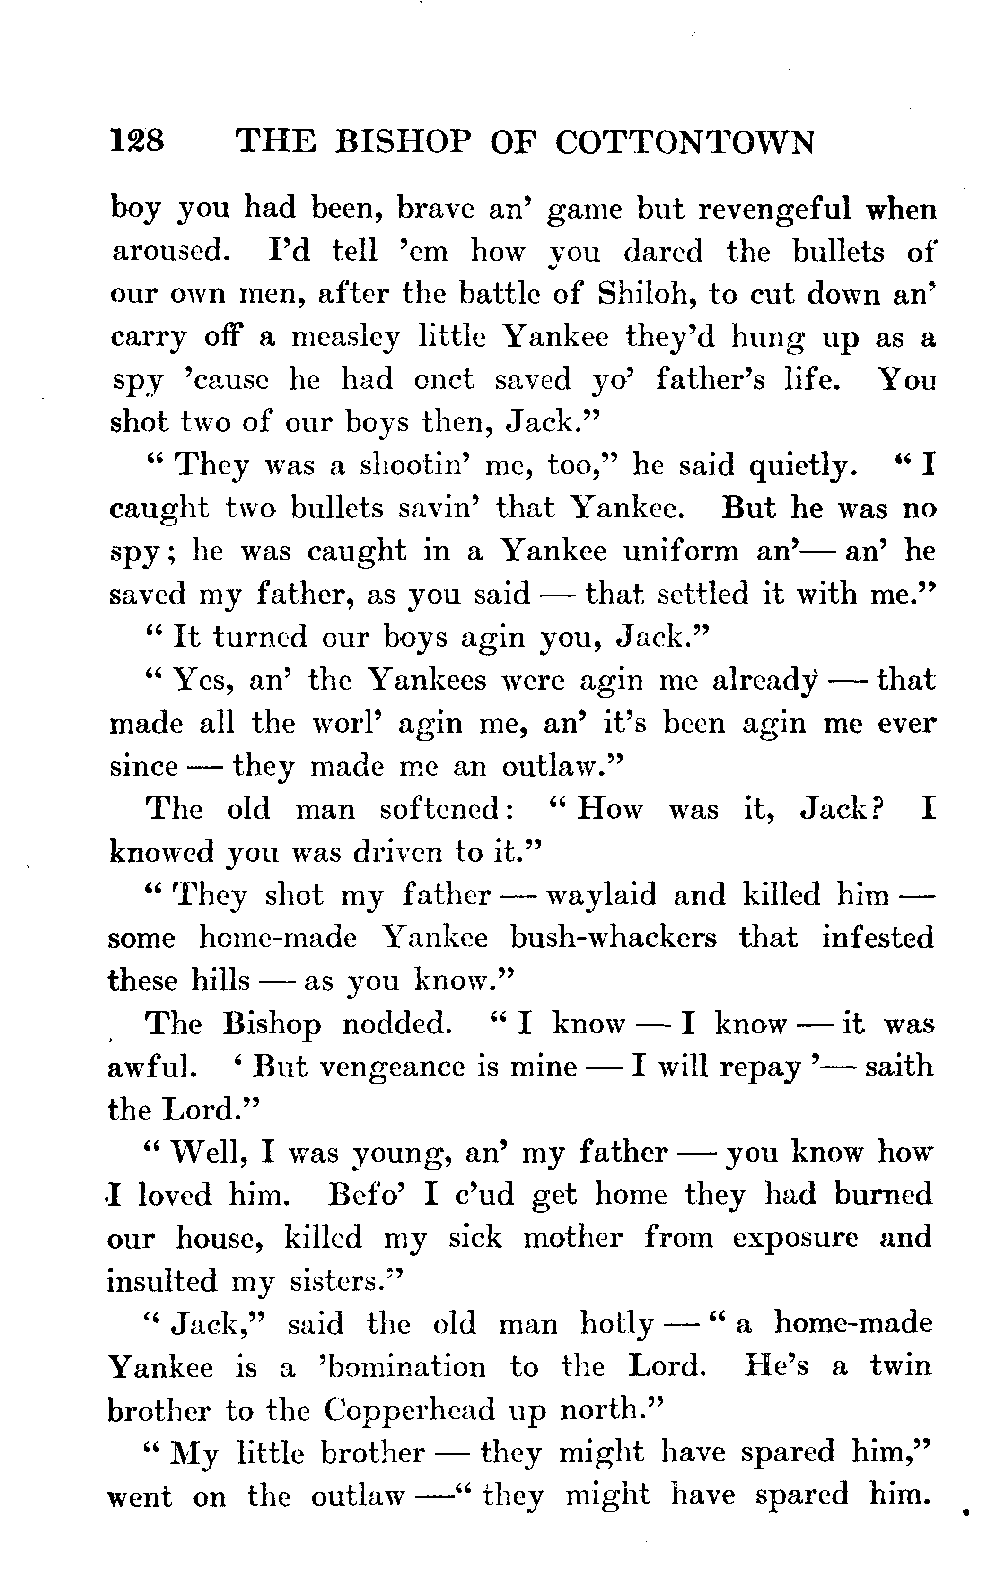 128 THE BISHOP OF COTTONTOWN
boy you had been, brave an' game but revengeful when
aroused. I'd tell 'em how you dared the bullets of
our own men, after the battle of Shiloh, to cut down an'
carry off a measley little Yankee they'd hung up as a
spy 'cause he had onct saved yo' father's life. You
shot two of our boys then, Jack."
" They was a shootin' me, too," he said quietly. " I
caught two bullets savin' that Yankee. But he was no
spy; he was caught in a Yankee uniform an'— an' he
saved my father, as you said — that settled it with me."
" It turned our boys agin you, Jack."
" Yes, an' the Yankees were agin me already — that
made all the worl' agin me, an' it's been agin me ever
since — they made me an outlaw."
The old man softened: " How was it, Jack? I
knowed you was driven to it."
" They shot my father — waylaid and killed him —
some home-made Yankee bush-whackers that infested
these hills — as you know."
The Bishop nodded. " I know — I know — it was
awful. ' But vengeance is mine — I will repay '— saith
the Lord."
" Well, I was young, an' my father — you know how
I loved him. Befo' I c'ud get home they had burned
our house, killed my sick mother from exposure and
insulted my sisters."
" Jack," said the old man hotly — " a home-made
Yankee is a 'bomination to the Lord. He's a twin
brother to the Copperhead up north."
" My little brother — they might have spared him,"
went on the outlaw —" they might have spared him.